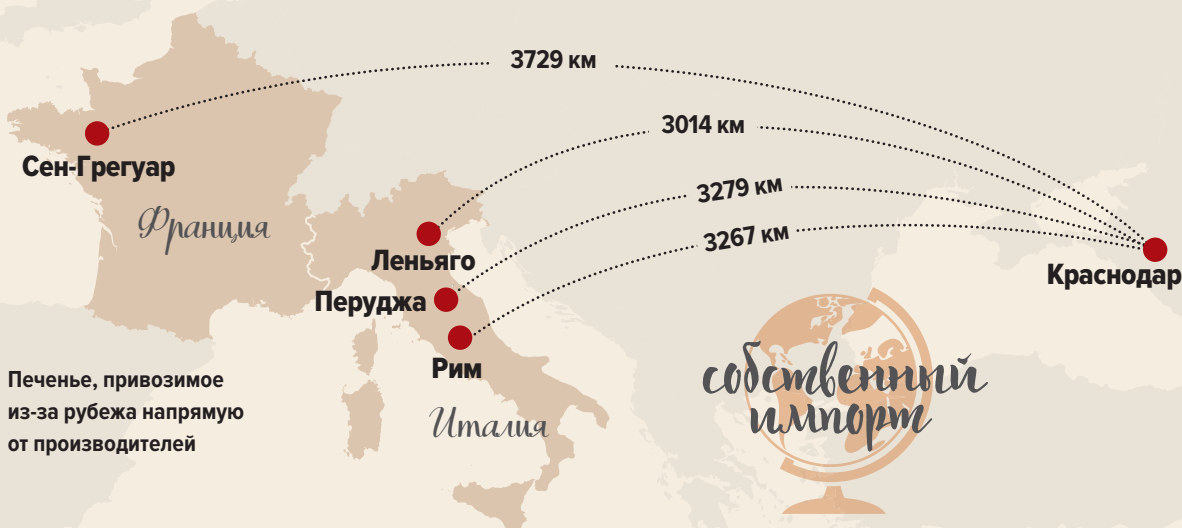 3729 км
3014 км
3279 км
3267 км
Сен-Грегуар
Франция
Леньяго
Перуджа
Рим
Италия
Краснодар
Печенье, привозимое
из-за рубежа напрямую
от производителей
собственный
импорт